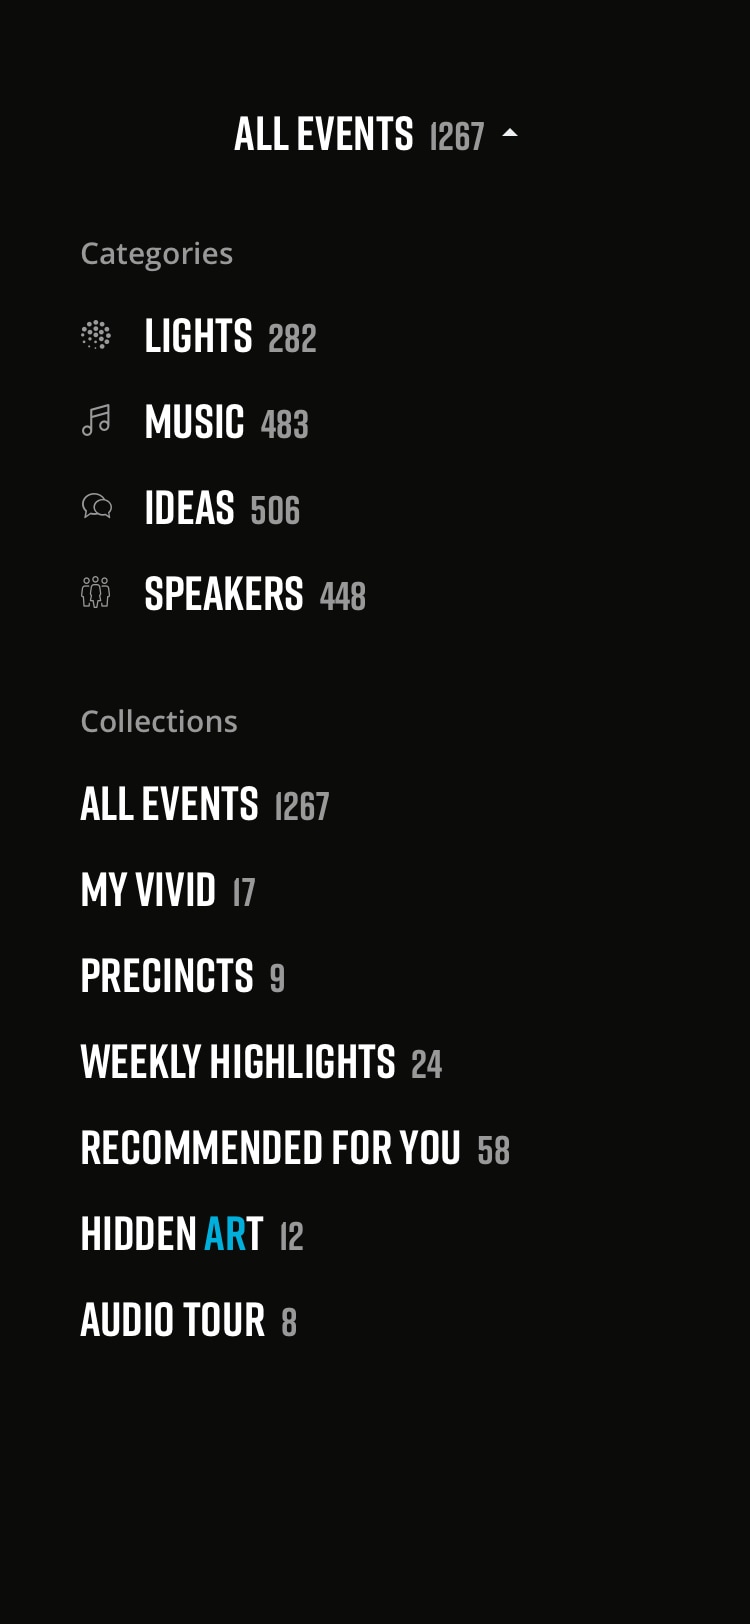 ALL EVENTS 1267
Categories
LIGHTS 282
MUSIC 483
IDEAS 506
SPEAKERS 448
Collections
ALL EVENTS 1267
MY VIVID 17
PRECINCTS 9
WEEKLY HIGHLIGHTS 24
RECOMMENDED FOR YOU 58
HIDDEN ART 12
AUDIO TOUR 8